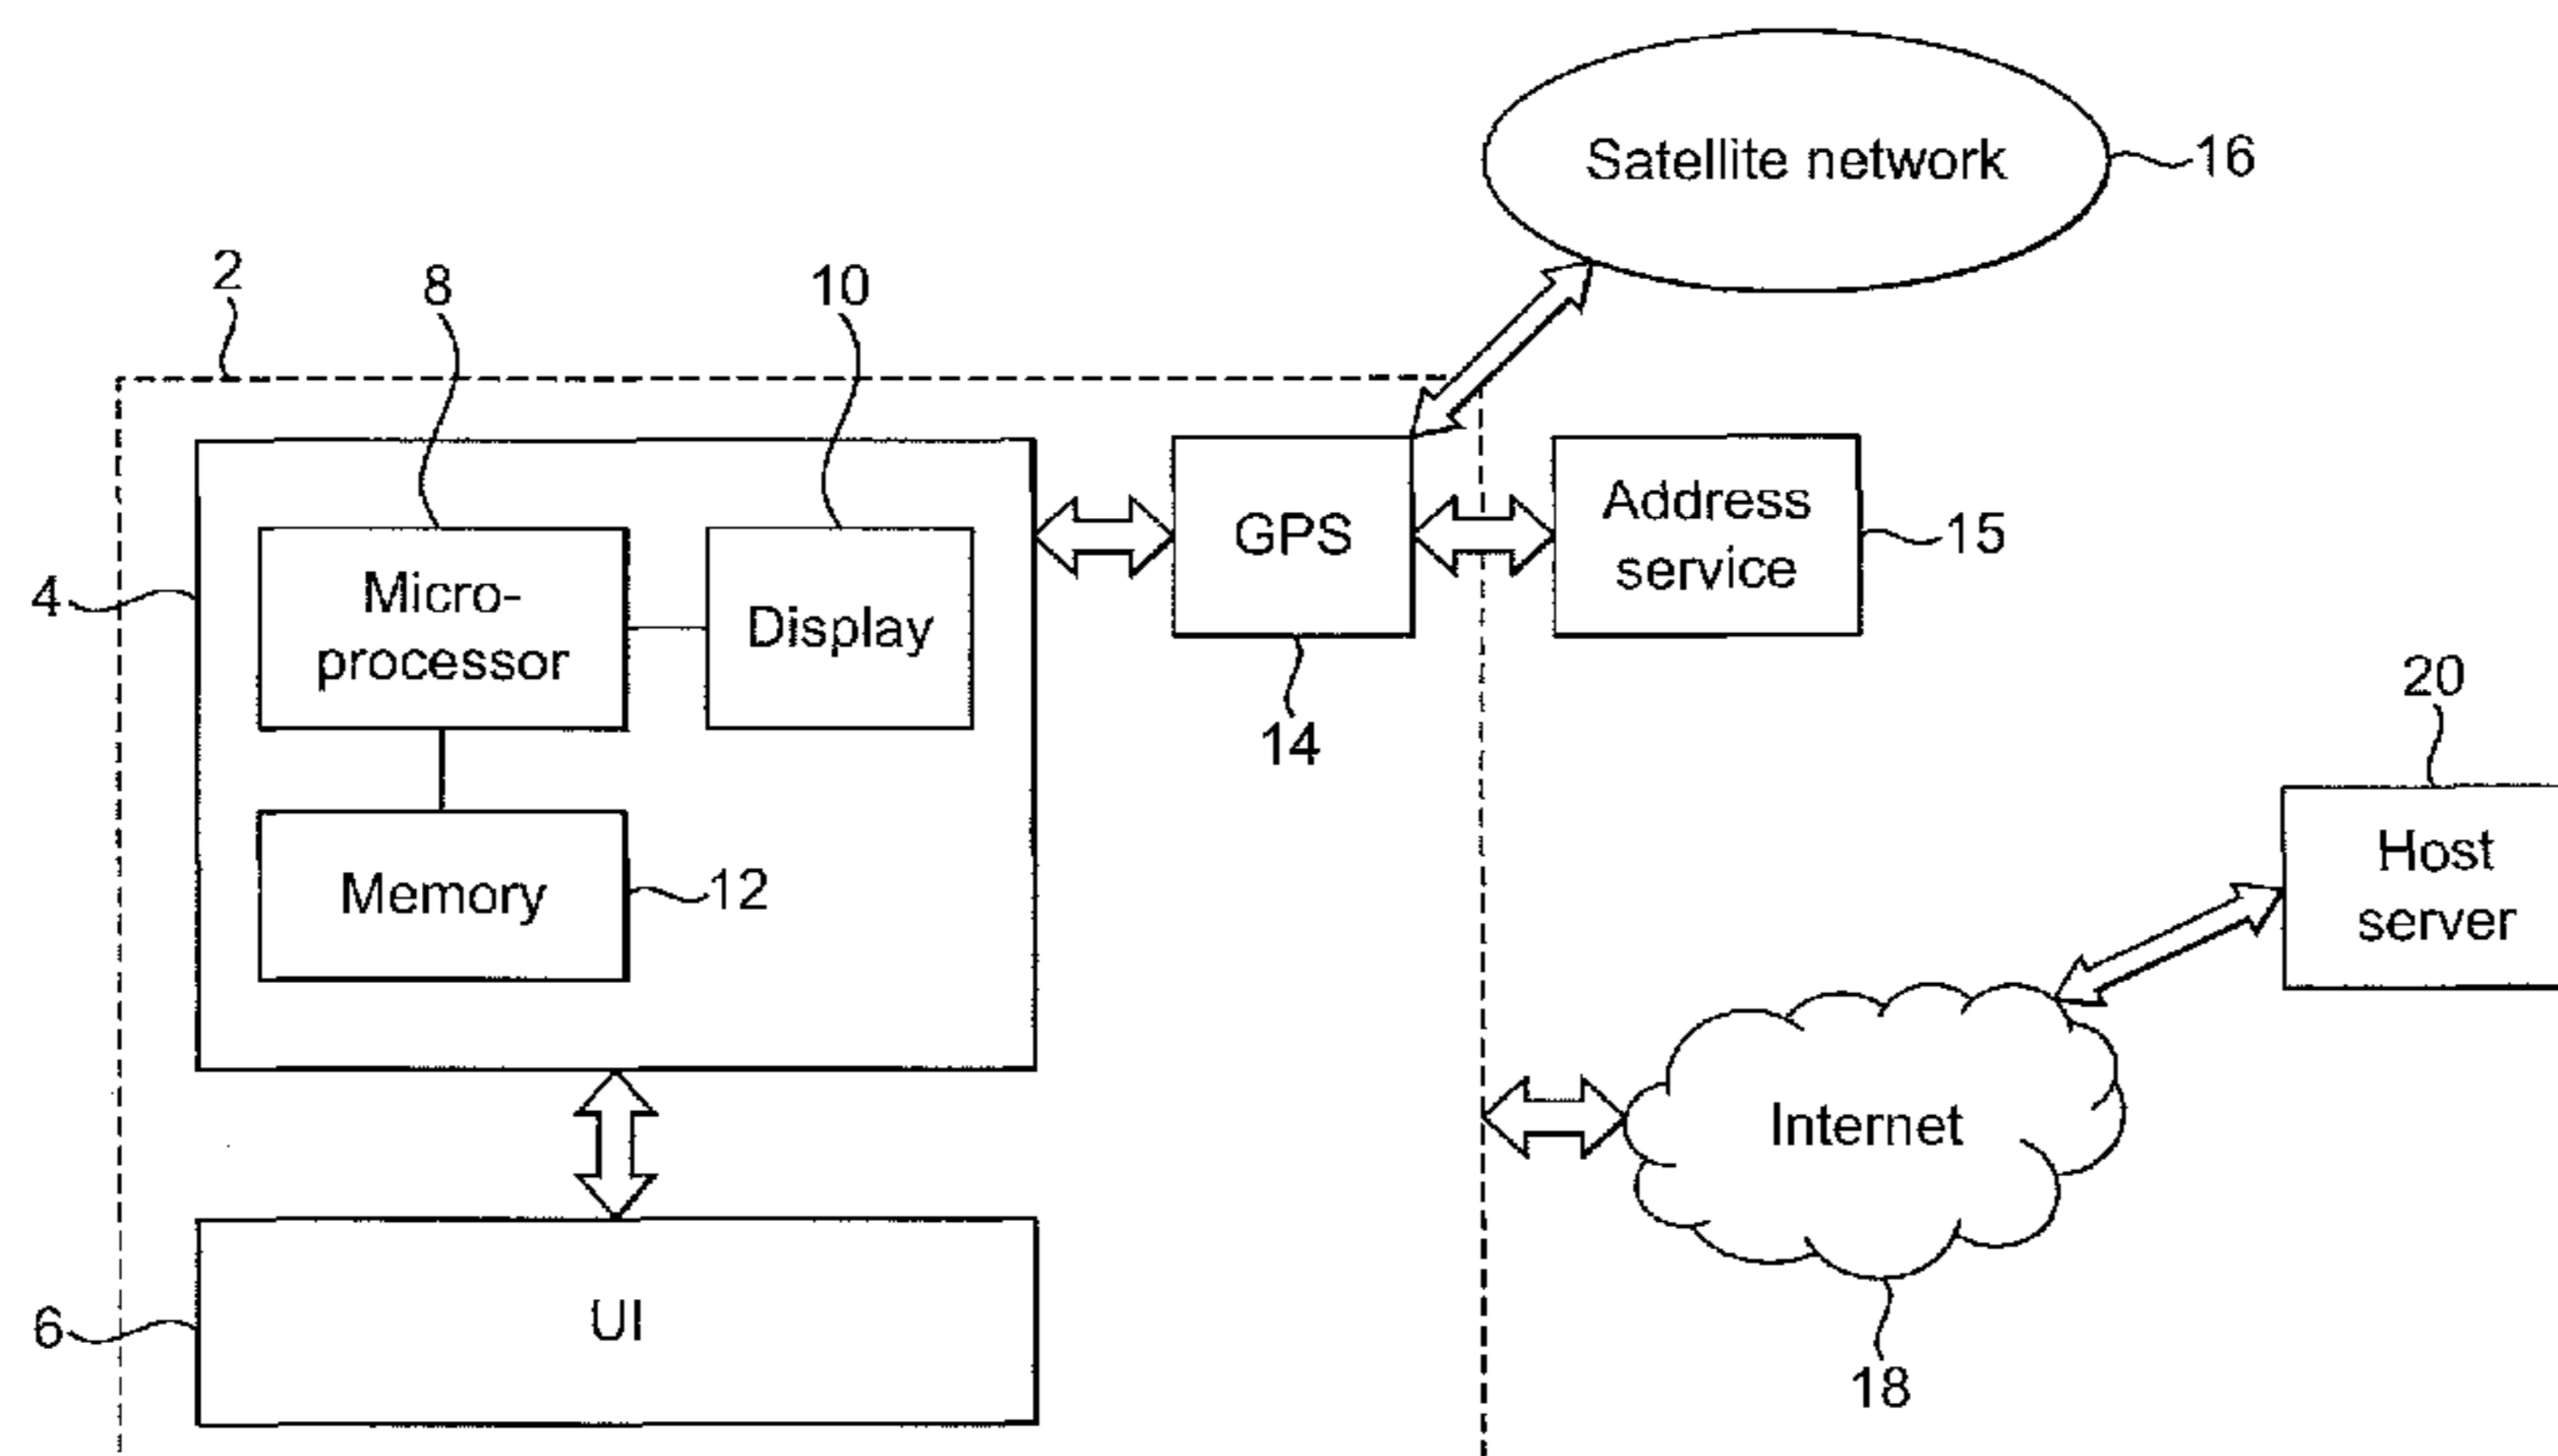 Satellite network
16
2
8
10
Micro-
processor
Display
GPS
Address
service
15
4
14
Memory
12
20
Host
server
Internet
UI
6
18